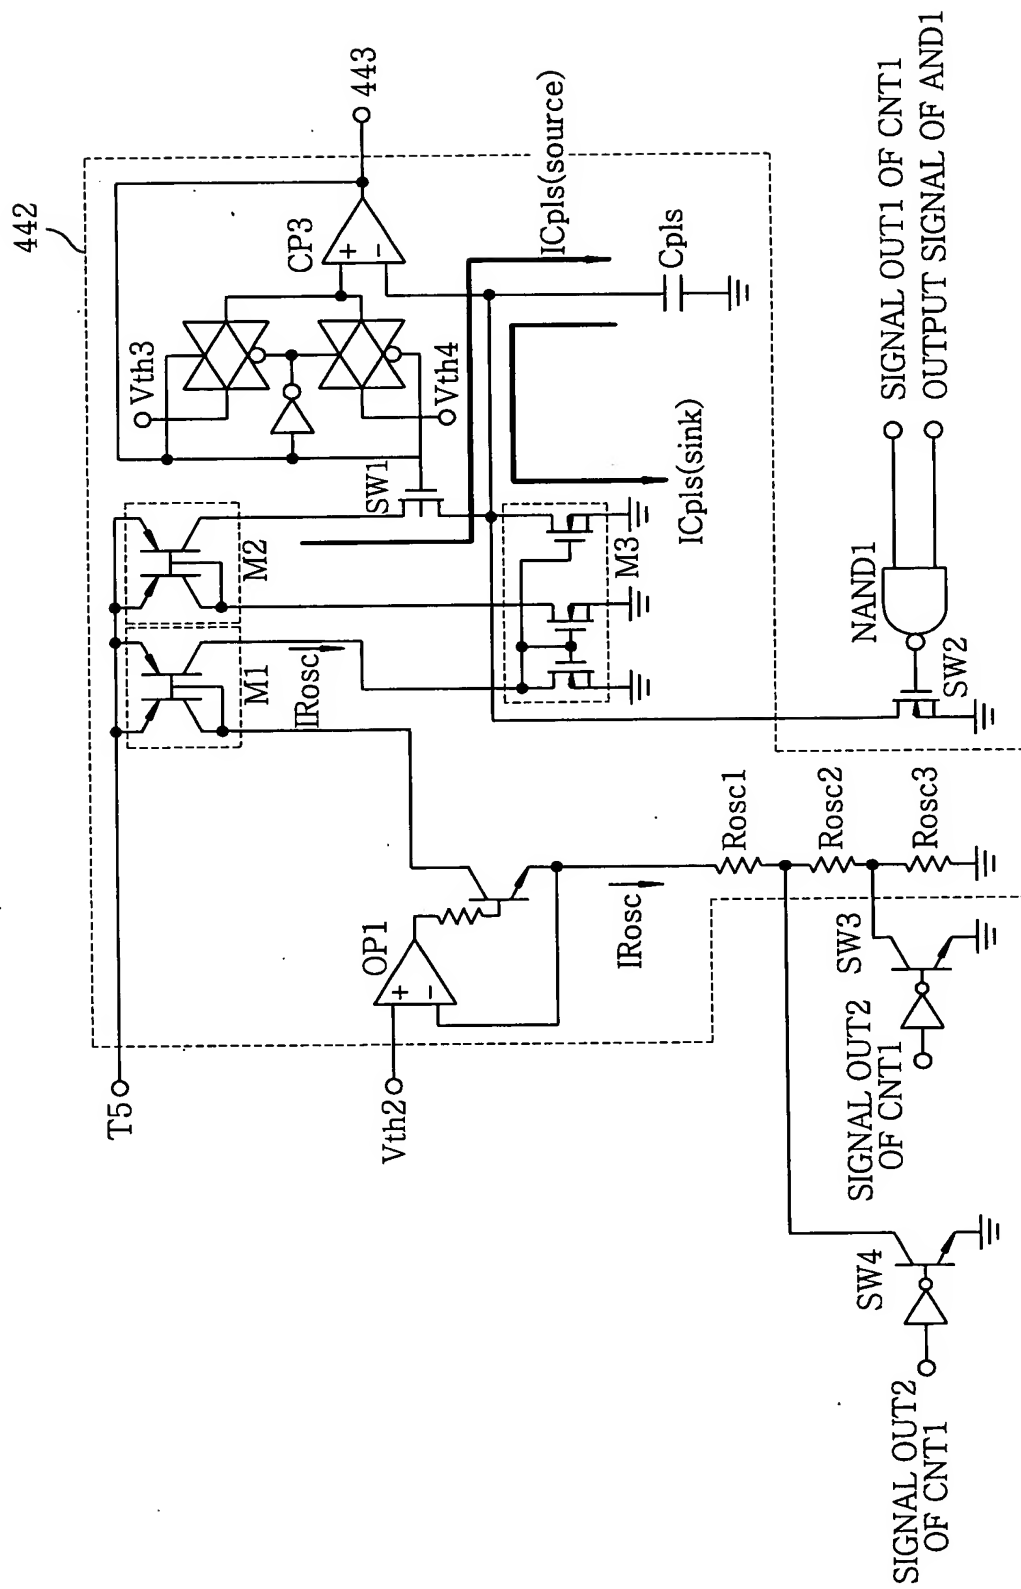 442
T5
M1
IRosc
M2
SW1
Vth3
Vth4
CP3
+
−
443
ICpls(source)
Cpls
ICpls(sink)
M3
Vth2
OP1
+
−
IRosc
Rosc1
Rosc2
Rosc3
SW4
SIGNAL OUT2
OF CNT1
SW3
SIGNAL OUT2
OF CNT1
SW2
NAND1
SIGNAL OUT1 OF CNT1
OUTPUT SIGNAL OF AND1